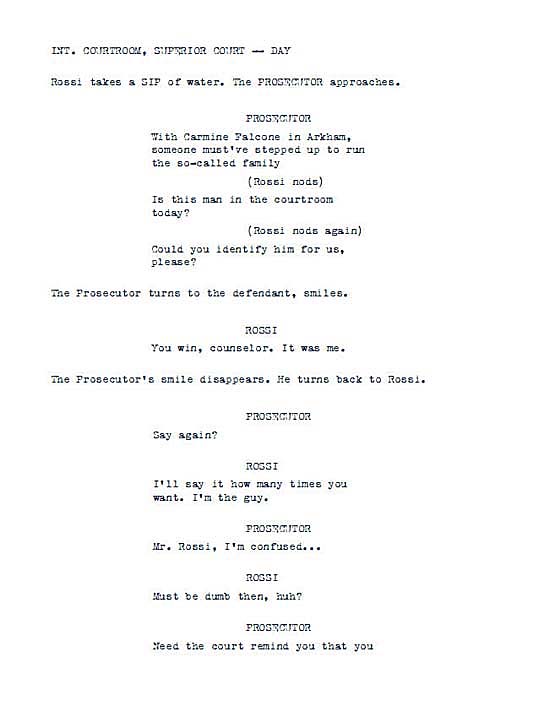 INT. COURTROOM, SUPERIOR COURT -- DAY
Rossi takes a SIP of water. The PROSECUTOR approaches.
PROSECUTOR
With Carmine Falcone in Arkham,
someone must've stepped up to run
the so-called family
(Rossi nods)
Is this man in the courtroom
today?
(Rossi nods again)
Could you identify him for us,
please?
The Prosecutor turns to the defendant, smiles.
ROSSI
You win, counselor. It was me.
The Prosecutor's smile disappears. He turns back to Rossi.
PROSECUTOR
Say again?
ROSSI
I'll say it how many times you
want. I'm the guy.
PROSECUTOR
Mr. Rossi, I'm confused...
ROSSI
Must be dumb then, huh?
PROSECUTOR
Need the court remind you that you